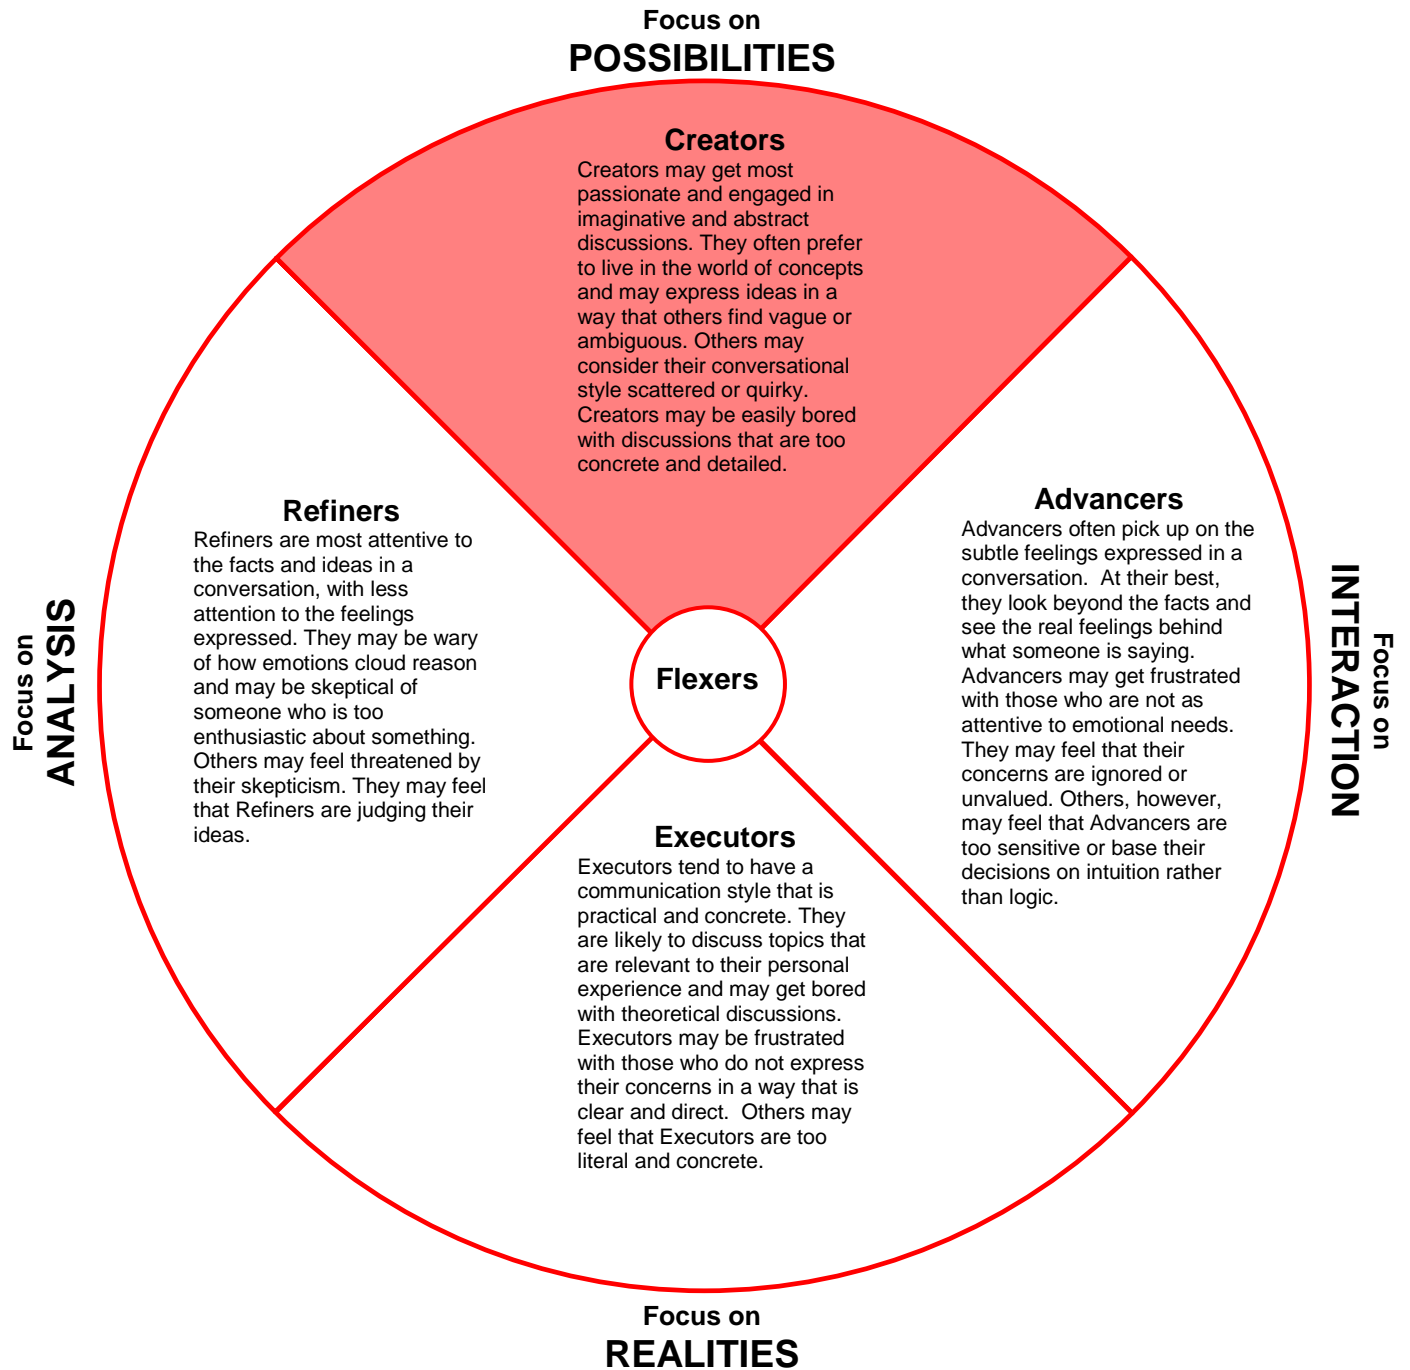 Focus on
POSSIBILITIES
Creators
Creators may get most
passionate and engaged in
imaginative and abstract
discussions. They often prefer
to live in the world of concepts
and may express ideas in a
way that others find vague or
ambiguous. Others may
consider their conversational
style scattered or quirky.
Creators may be easily bored
with discussions that are too
concrete and detailed.
Focus on
ANALYSIS
Refiners
Refiners are most attentive to
the facts and ideas in a
conversation, with less
attention to the feelings
expressed. They may be wary
of how emotions cloud reason
and may be skeptical of
someone who is too
enthusiastic about something.
Others may feel threatened by
their skepticism. They may feel
that Refiners are judging their
ideas.
Flexers
Advancers
Advancers often pick up on the
subtle feelings expressed in a
conversation.  At their best,
they look beyond the facts and
see the real feelings behind
what someone is saying.
Advancers may get frustrated
with those who are not as
attentive to emotional needs.
They may feel that their
concerns are ignored or
unvalued. Others, however,
may feel that Advancers are
too sensitive or base their
decisions on intuition rather
than logic.
Focus on
INTERACTION
Executors
Executors tend to have a
communication style that is
practical and concrete. They
are likely to discuss topics that
are relevant to their personal
experience and may get bored
with theoretical discussions.
Executors may be frustrated
with those who do not express
their concerns in a way that is
clear and direct.  Others may
feel that Executors are too
literal and concrete.
Focus on
REALITIES